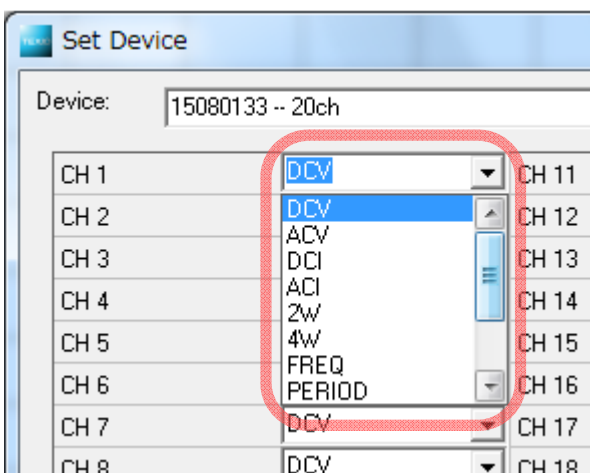 Set Device
Device: 15080133 -- 20ch
CH 1 DCV CH 11
CH 2 DCV CH 12
ACV
CH 3 DCI CH 13
ACI
CH 4 2W CH 14
CH 5 4W CH 15
FREQ
CH 6 PERIOD CH 16
CH 7 DCV CH 17
CH 8 DCV CH 18